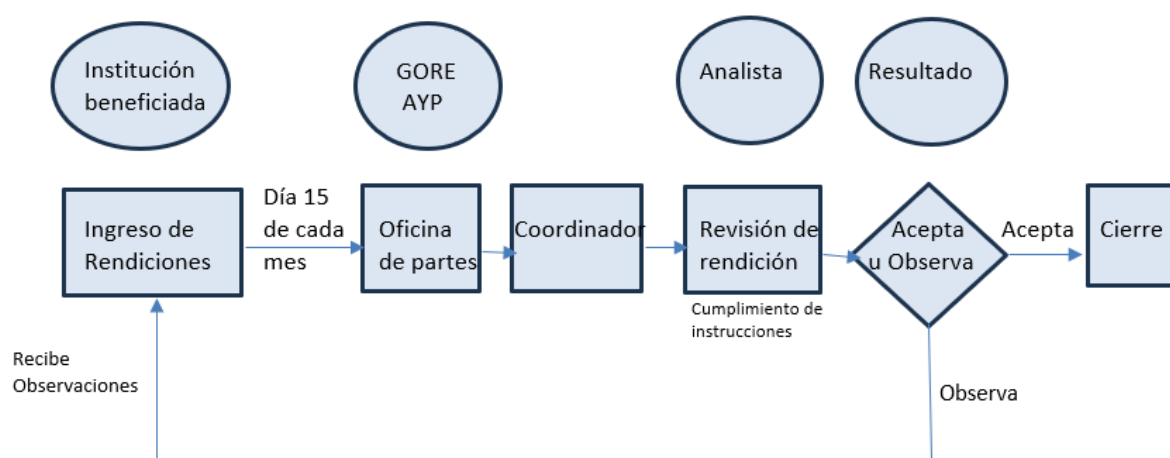 Institución
beneficiada
GORE
AYP
Analista
Resultado
Ingreso de
Rendiciones
Día 15
de cada
mes
Oficina
de partes
Coordinador
Revisión de
rendición
Cumplimiento de
instrucciones
Acepta
u Observa
Acepta
Cierre
Recibe
Observaciones
Observa